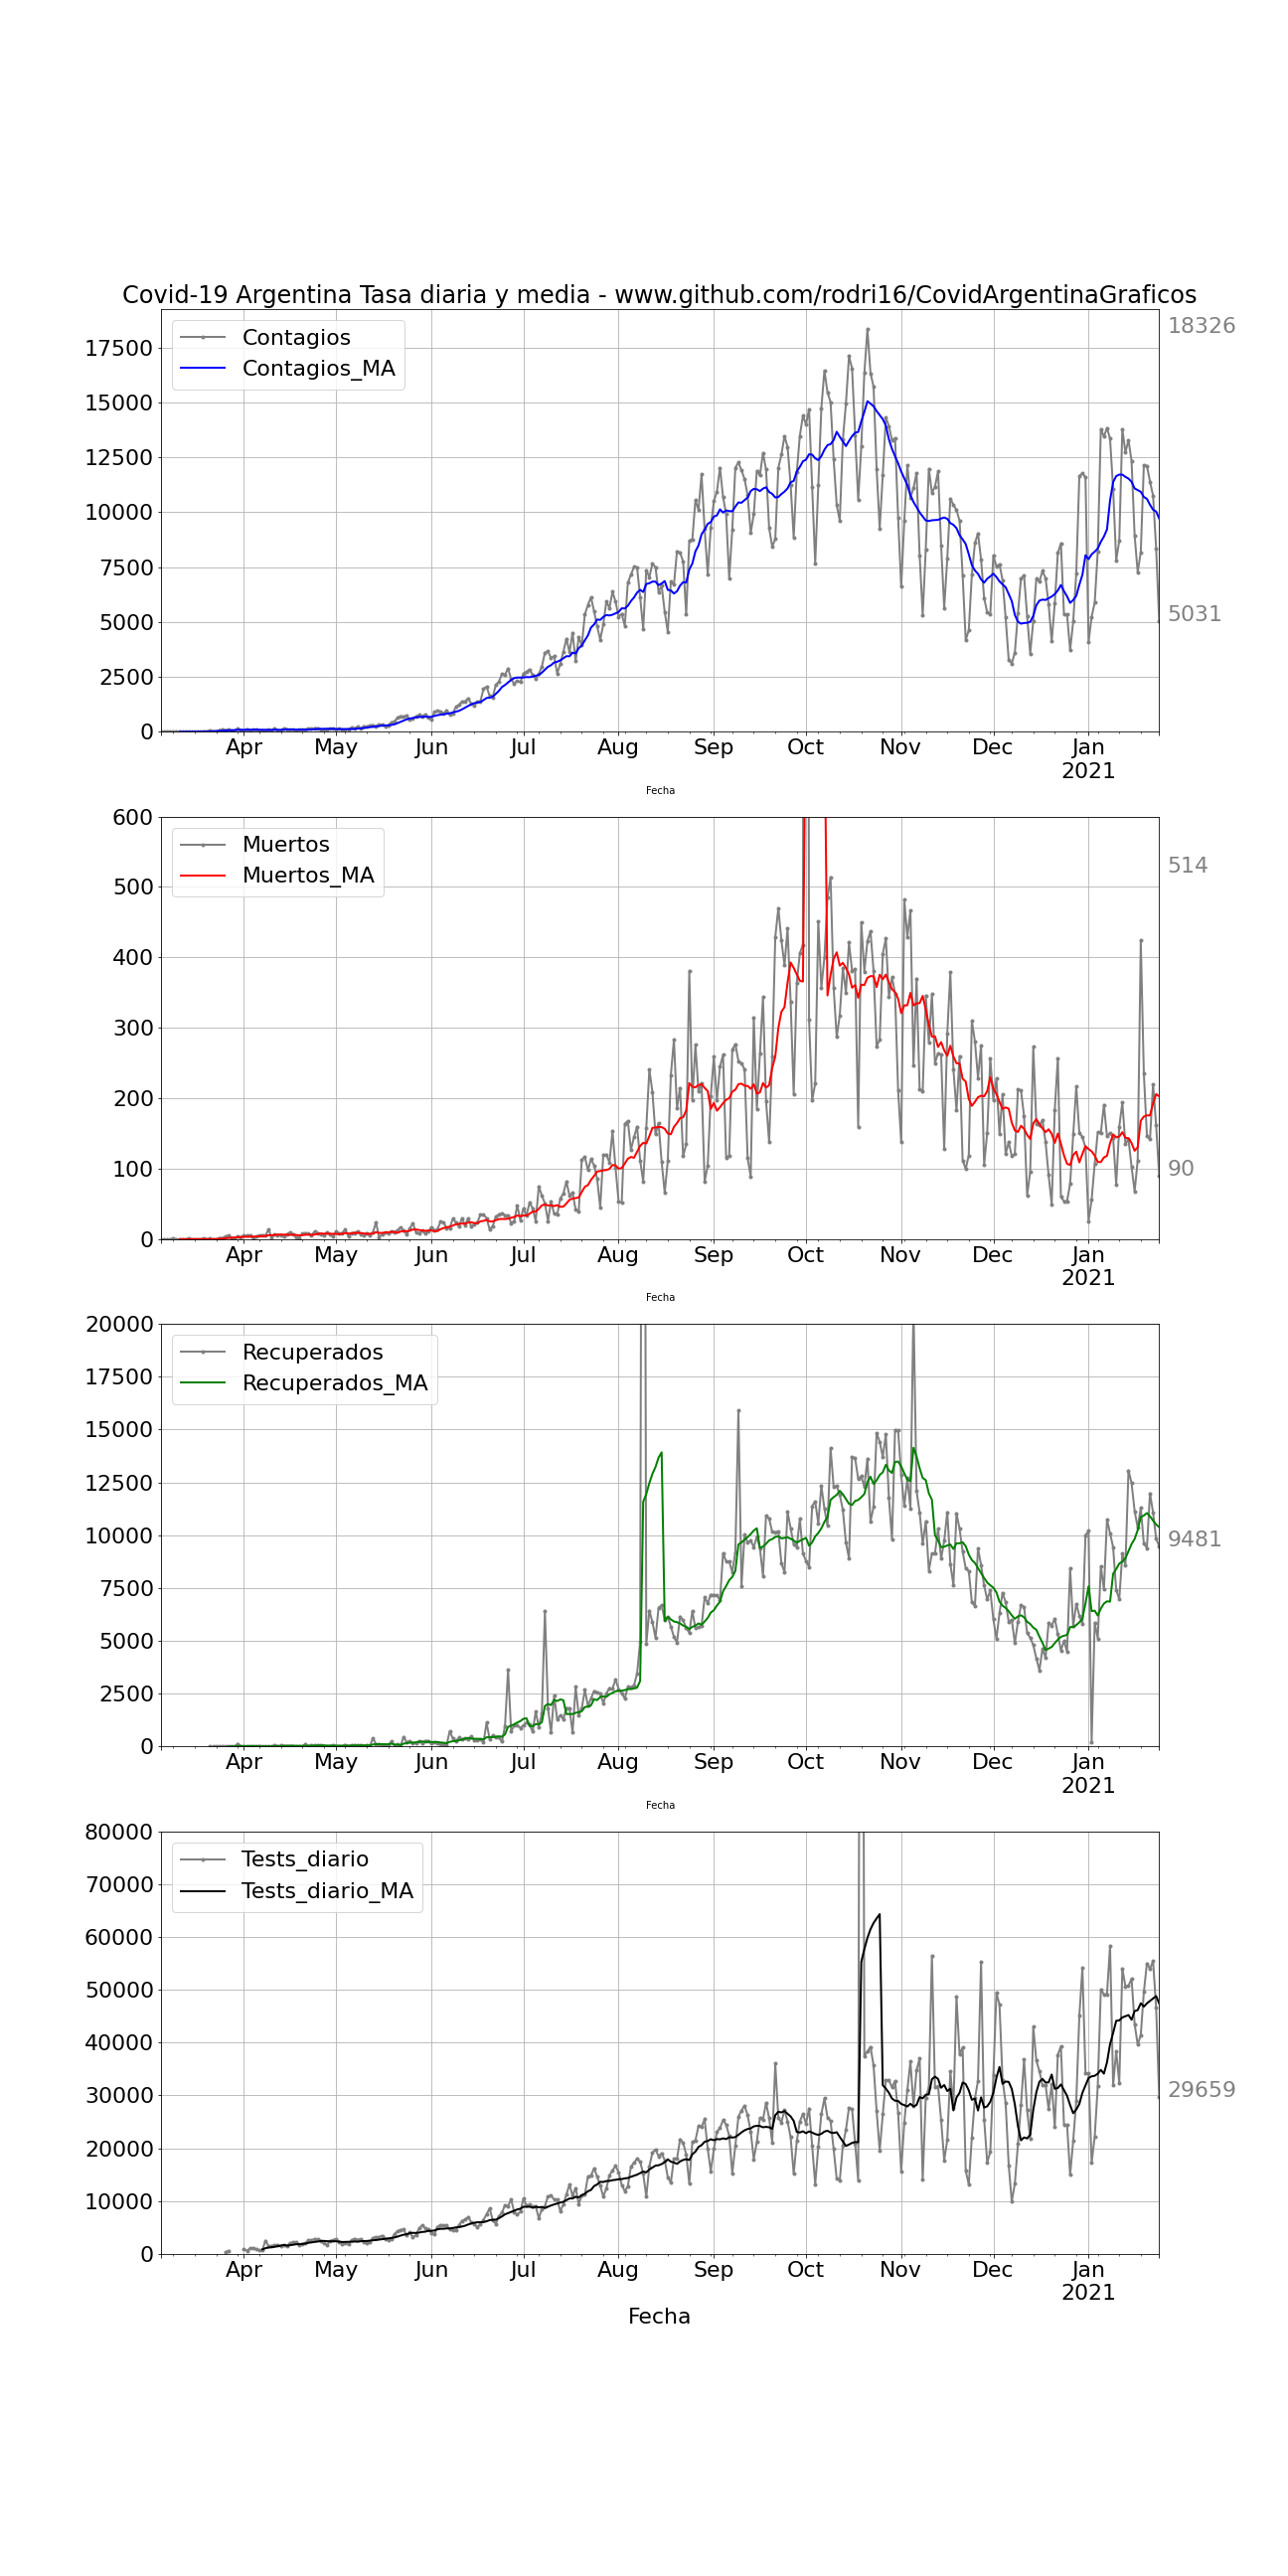 Covid-19 Argentina Tasa diaria y media - www.github.com/rodri16/CovidArgentinaGraficos
18326
Contagios
Contagios_MA
17500
15000
12500
10000
7500
5000
5031
2500
0
Apr May Jun Jul Aug Sep Oct Nov Dec Jan
2021
Fecha
600
Muertos
Muertos_MA
514
500
400
300
200
100
90
0
Apr May Jun Jul Aug Sep Oct Nov Dec Jan
2021
Fecha
20000
Recuperados
Recuperados_MA
17500
15000
12500
10000
9481
7500
5000
2500
0
Apr May Jun Jul Aug Sep Oct Nov Dec Jan
2021
Fecha
80000
Tests_diario
Tests_diario_MA
70000
60000
50000
40000
30000
29659
20000
10000
0
Apr May Jun Jul Aug Sep Oct Nov Dec Jan
2021
Fecha